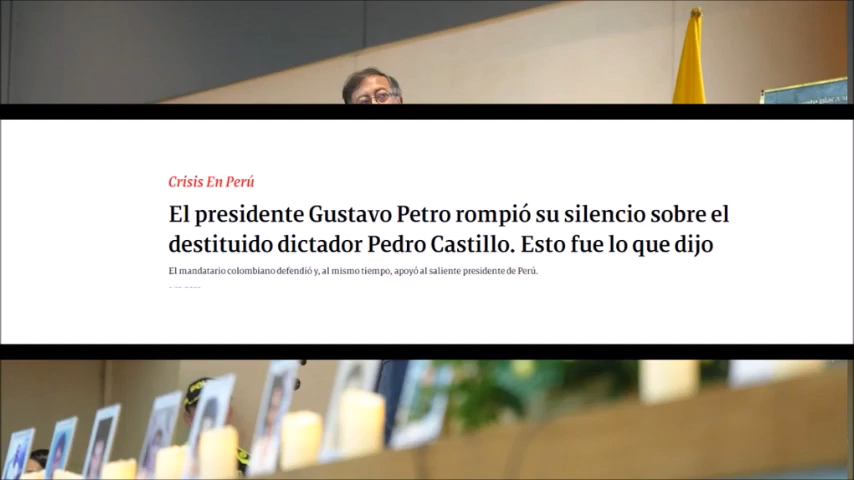 Crisis En Perú
El presidente Gustavo Petro rompió su silencio sobre el
destituido dictador Pedro Castillo. Esto fue lo que dijo
El mandatario colombiano defendió y, al mismo tiempo, apoyó al saliente presidente de Perú.